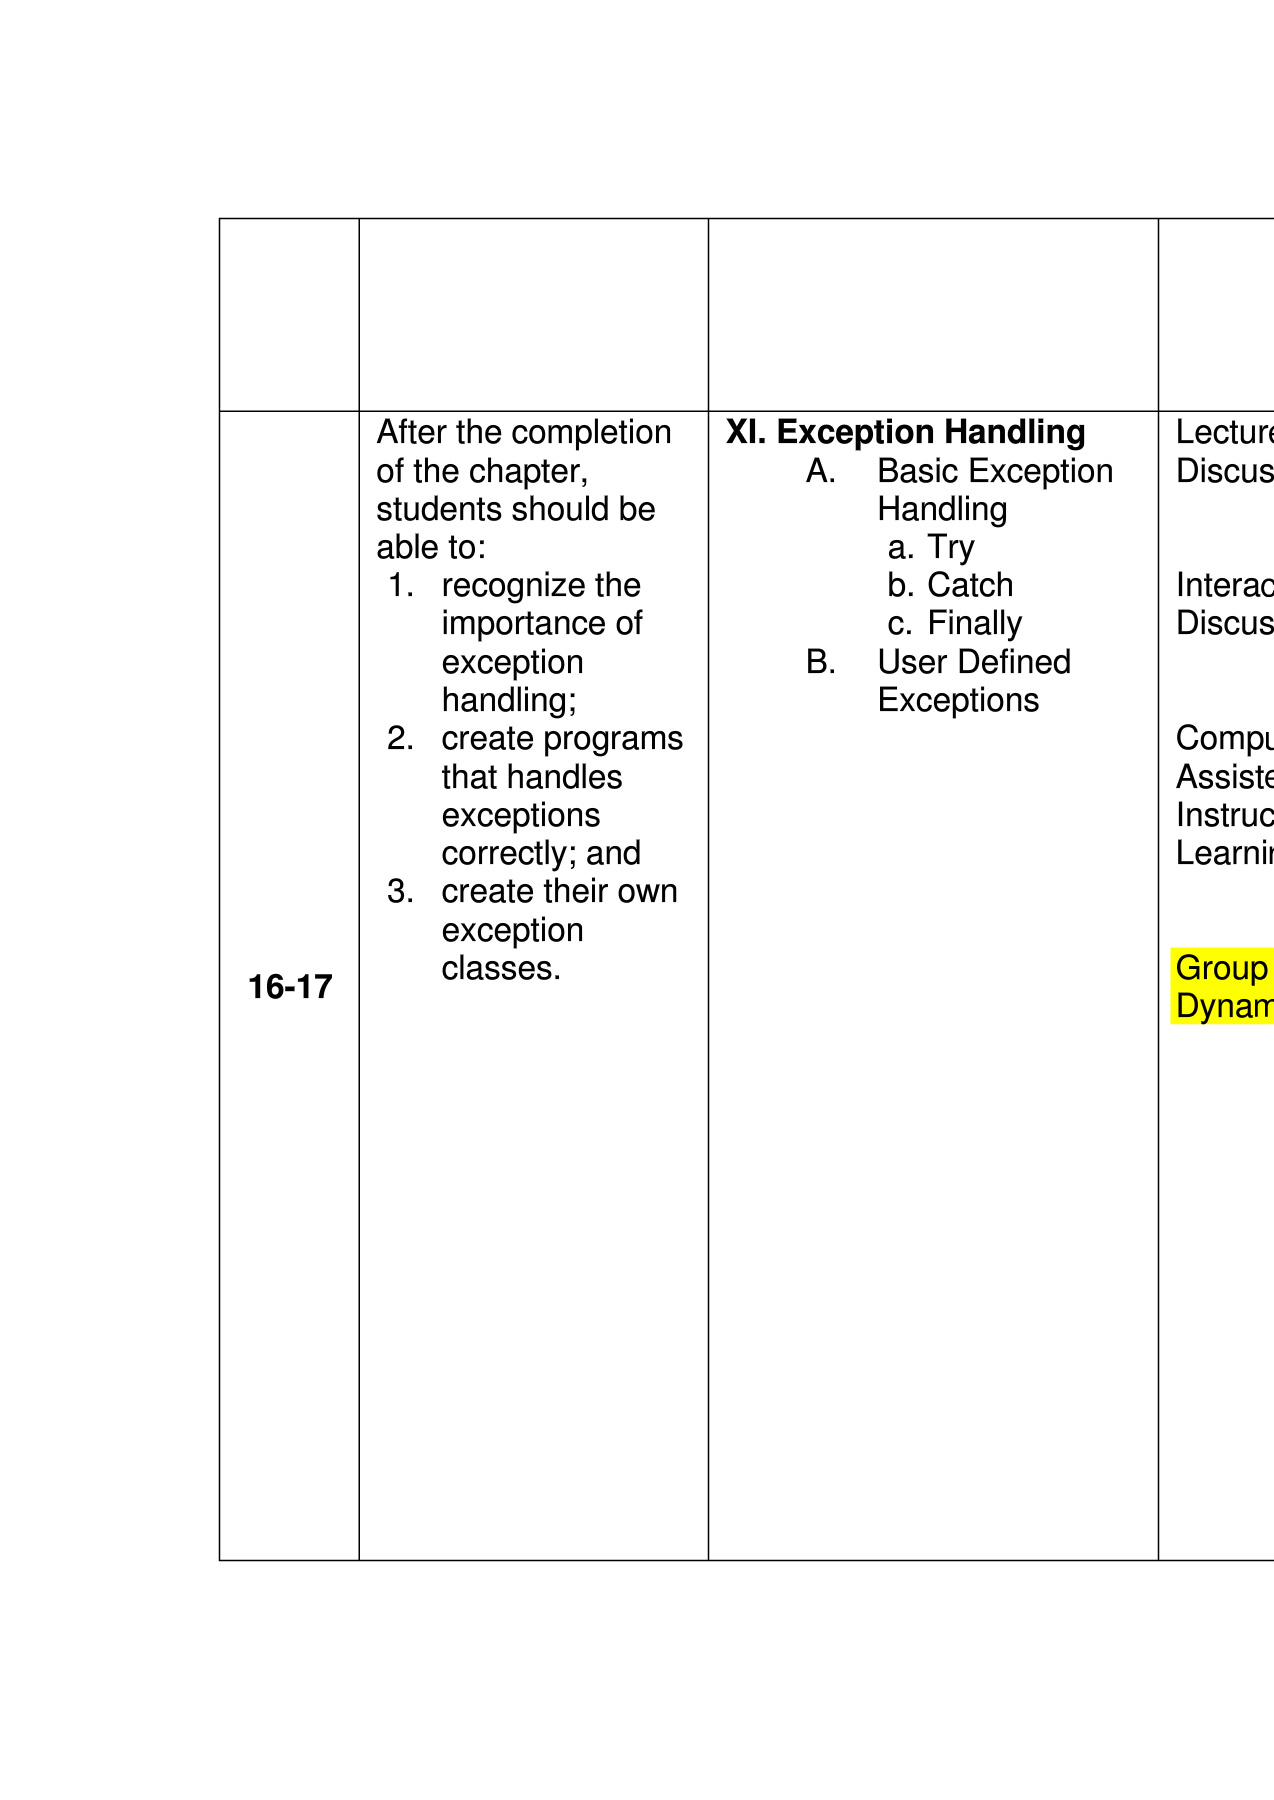 After the completion
of the chapter,
students should be
able to:
1. recognize the
importance of
exception
handling;
2. create programs
that handles
exceptions
correctly; and
3. create their own
exception
classes.
16-17
XI. Exception Handling
A. Basic Exception
Handling
a. Try
b. Catch
c. Finally
B. User Defined
Exceptions
Lecture
Discus
Interac
Discus
Compu
Assiste
Instruc
Learnin
Group
Dynam